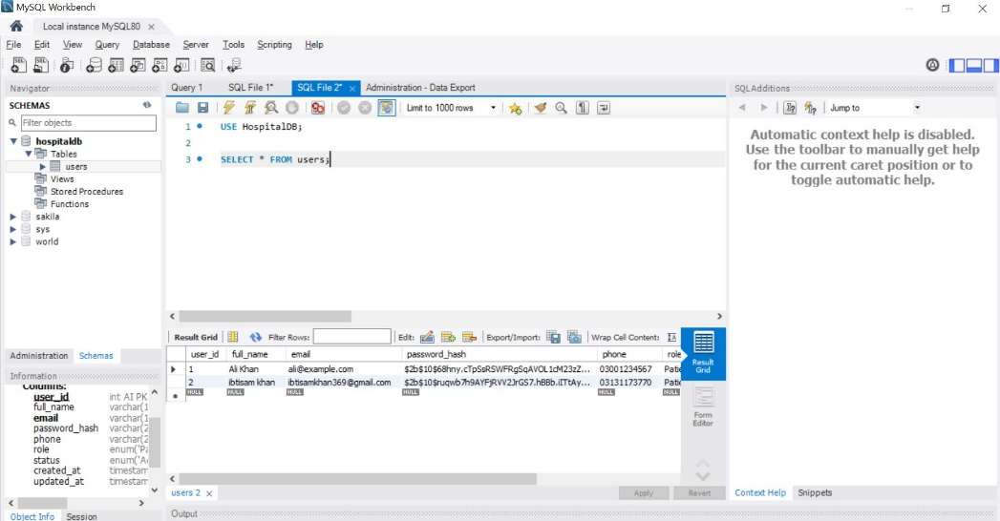 MySQL Workbench
Local instance MySQL80 ×
File Edit View Query Database Server Tools Scripting Help
Navigator
Query 1 SQL File 1* SQL File 2* × Administration - Data Export
SQLAdditions
SCHEMAS
Filter objects
Limit to 1000 rows
Jump to
hospitaldb
Tables
users
Views
Stored Procedures
Functions
sakila
sys
world
1 USE HospitalDB;
2
3 SELECT * FROM users;
Automatic context help is disabled.
Use the toolbar to manually get help
for the current caret position or to
toggle automatic help.
Result Grid Filter Rows: Edit: Export/Import: Wrap Cell Content:
user_id full_name email password_hash phone role
1 Ali Khan ali@example.com $2b$10$68hny.cTpSsRSWFRgSqAVOL1cM23zZ... 03001234567 Patie
2 ibtisam khan ibtisamkhan369@gmail.com $2b$10$ruqwb7h9AYFjRVV2JrGS7.hBBb.iITtAy... 03131173770 Patie
NULL NULL NULL NULL NULL NULL
Result
Grid
Form
Editor
Administration Schemas
Information
Columns:
user_id int AI PK
full_name varchar(1
email varchar(1
password_hash varchar(2
phone varchar(2
role enum('Pa
status enum('A
created_at timestam
updated_at timestam
users 2 ×
Apply Revert
Context Help Snippets
Object Info Session
Output